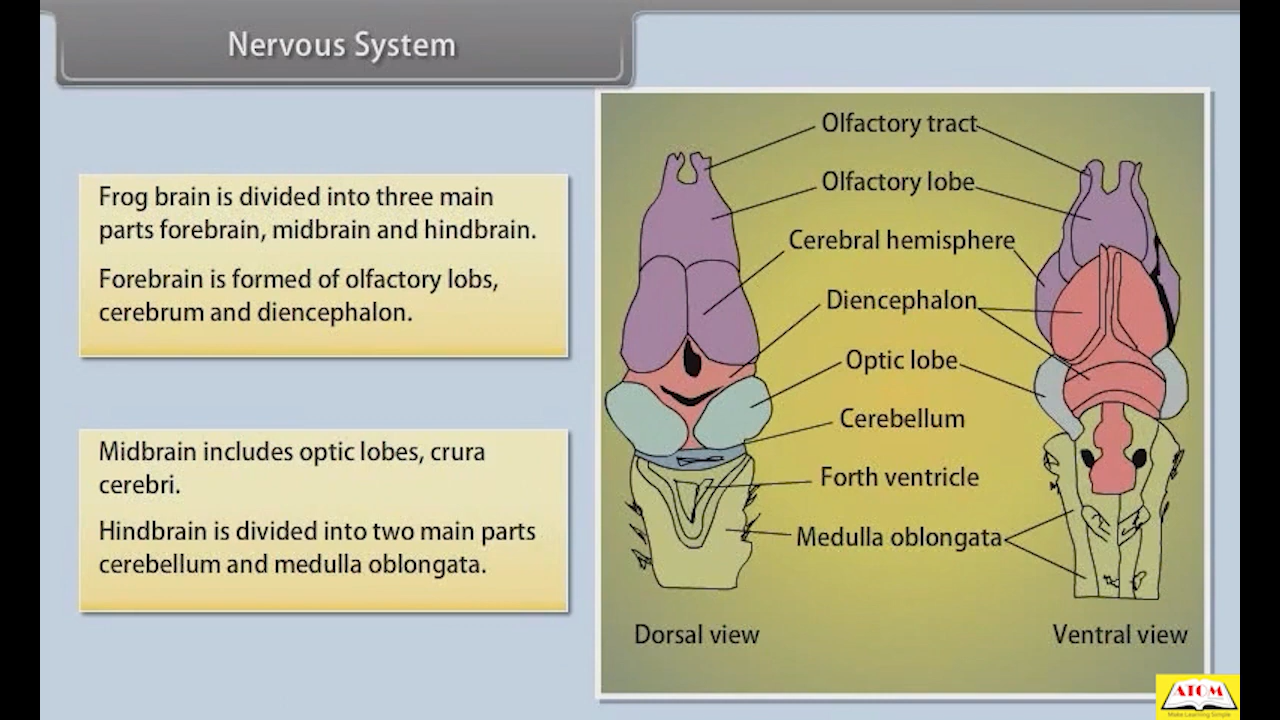 Nervous System
Frog brain is divided into three main
parts forebrain, midbrain and hindbrain.
Forebrain is formed of olfactory lobs,
cerebrum and diencephalon.
Midbrain includes optic lobes, crura
cerebri.
Hindbrain is divided into two main parts
cerebellum and medulla oblongata.
Olfactory tract
Olfactory lobe
Cerebral hemisphere
Diencephalon
Optic lobe
Cerebellum
Forth ventricle
Medulla oblongata
Dorsal view
Ventral view
ATOM
Make Learning Simple